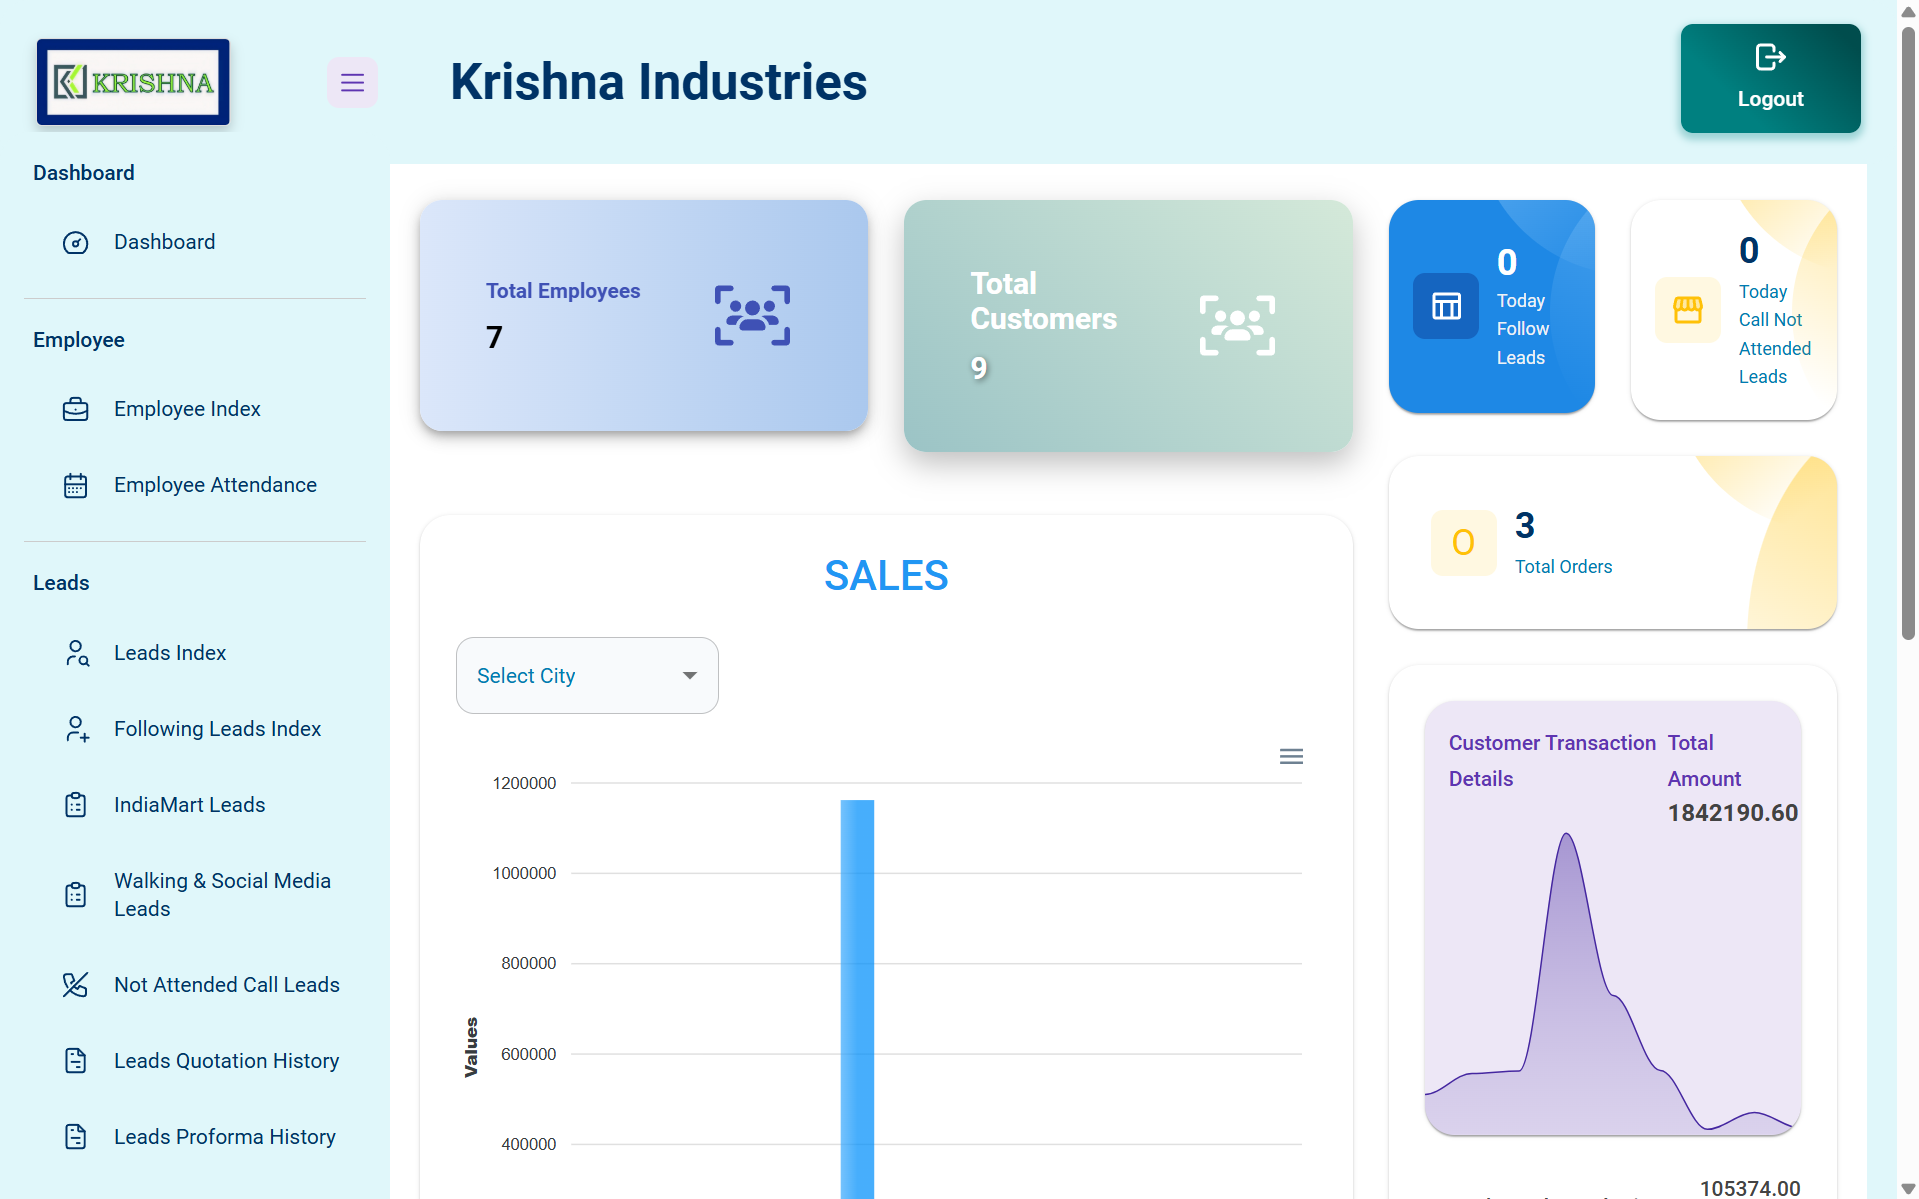 KRISHNA
Krishna Industries
Logout
Dashboard
Dashboard
Employee
Employee Index
Employee Attendance
Leads
Leads Index
Following Leads Index
IndiaMart Leads
Walking & Social Media
Leads
Not Attended Call Leads
Leads Quotation History
Leads Proforma History
Total Employees
7
Total
Customers
9
0
Today
Follow
Leads
0
Today
Call Not
Attended
Leads
O
3
Total Orders
SALES
Select City
1200000
1000000
800000
600000
400000
Values
Customer Transaction
Details
Total
Amount
1842190.60
105374.00